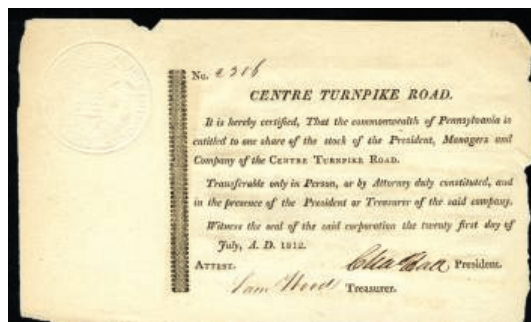 No. 2306
CENTRE TURNPIKE ROAD.
It is hereby certified, That the commonwealth of Pennsylvania is
entitled to one share of the stock of the President, Managers and
Company of the CENTRE TURNPIKE ROAD.
Transferable only in Person, or by Attorney duly constituted, and
in the presence of the President or Treasurer of the said company.
Witness the seal of the said corporation the twenty first day of
July, A. D. 1812.
ATTEST. President.
Sam Wood Treasurer.